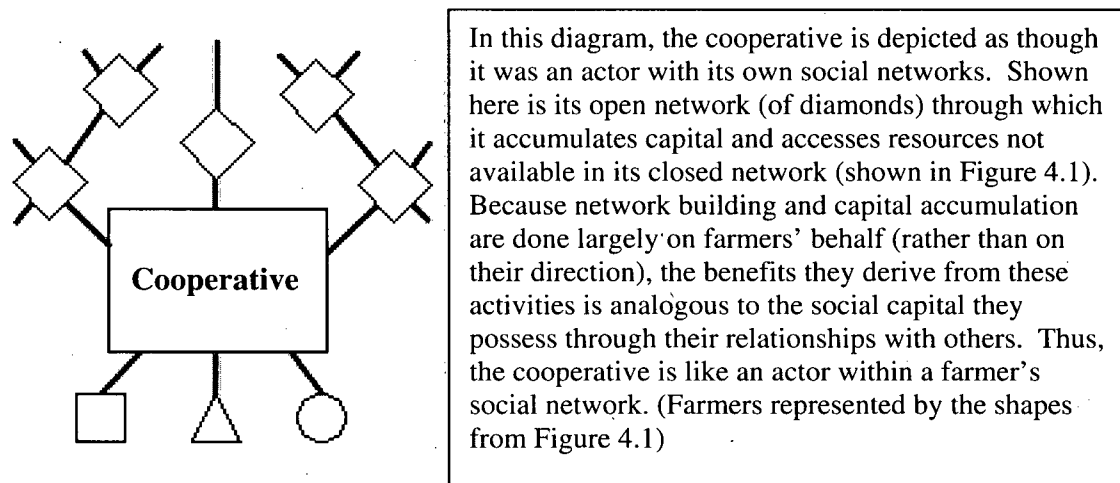 Cooperative
In this diagram, the cooperative is depicted as though
it was an actor with its own social networks. Shown
here is its open network (of diamonds) through which
it accumulates capital and accesses resources not
available in its closed network (shown in Figure 4.1).
Because network building and capital accumulation
are done largely on farmers' behalf (rather than on
their direction), the benefits they derive from these
activities is analogous to the social capital they
possess through their relationships with others. Thus,
the cooperative is like an actor within a farmer's
social network. (Farmers represented by the shapes
from Figure 4.1)